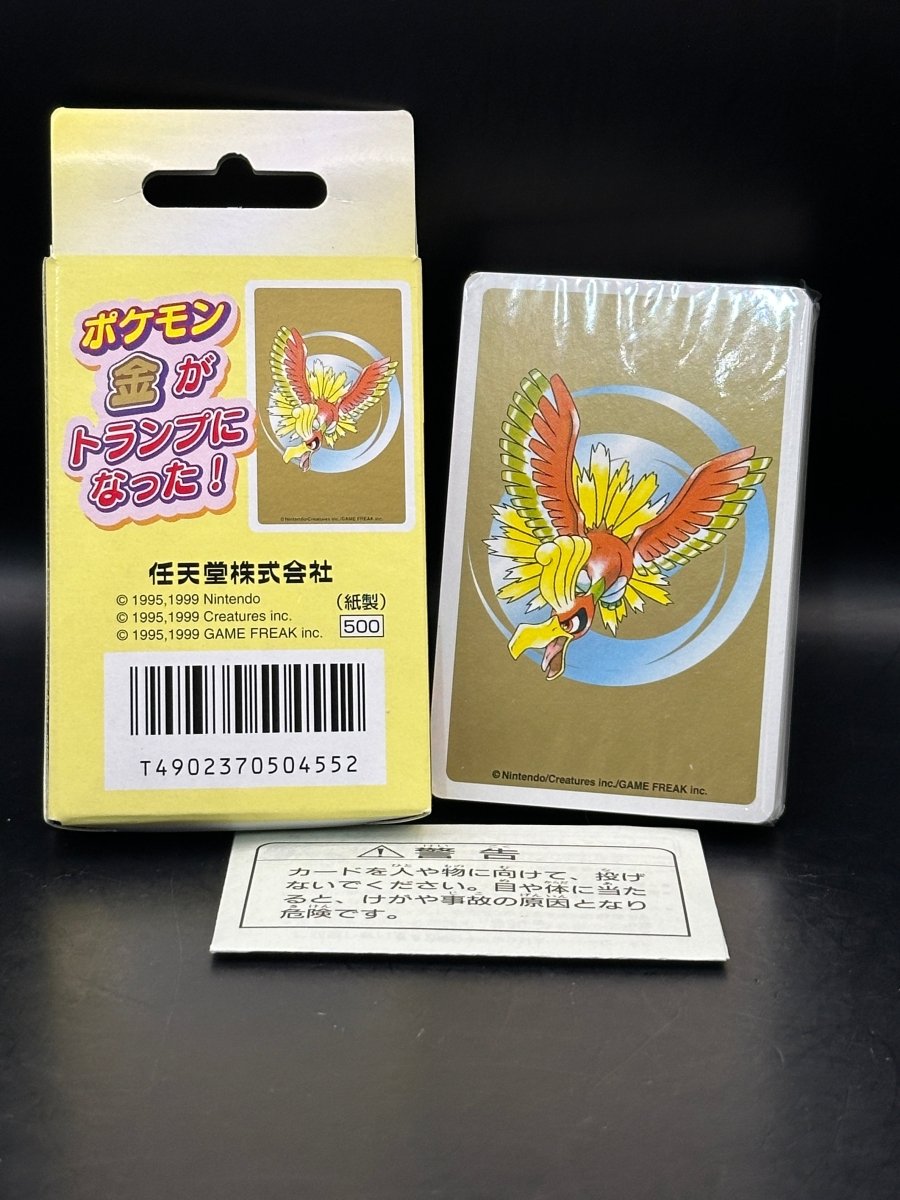 ポケモン
金が
トランプに
なった!
©Nintendo/Creatures inc./GAME FREAK inc.
任天堂株式会社
© 1995,1999 Nintendo
© 1995,1999 Creatures inc.
© 1995,1999 GAME FREAK inc.
(紙製)
500
T4902370504552
©Nintendo/Creatures inc./GAME FREAK inc.
警告
カードを人や物に向けて、投げ
ないでください。目や体に当た
ると、けがや事故の原因となり
危険です。